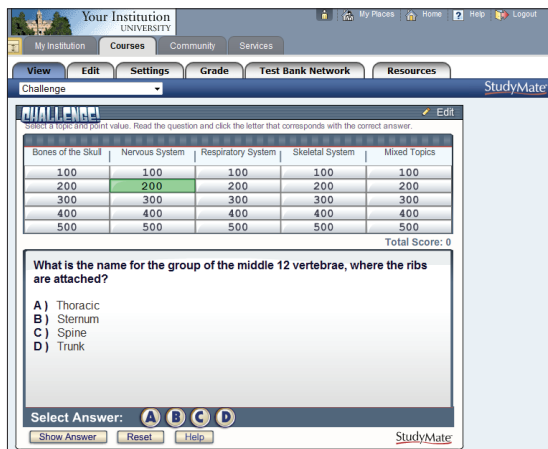 Your Institution
UNIVERSITY
My Places Home ? Help Logout
My Institution Courses Community Services
View Edit Settings Grade Test Bank Network Resources
Challenge StudyMate
CHALLENGE! Edit
Select a topic and point value. Read the question and click the letter that corresponds with the correct answer.
Bones of the Skull Nervous System Respiratory System Skeletal System Mixed Topics
100 100 100 100 100
200 200 200 200 200
300 300 300 300 300
400 400 400 400 400
500 500 500 500 500
Total Score: 0
What is the name for the group of the middle 12 vertebrae, where the ribs
are attached?
A) Thoracic
B) Sternum
C) Spine
D) Trunk
Select Answer: A B C D
Show Answer Reset Help StudyMate